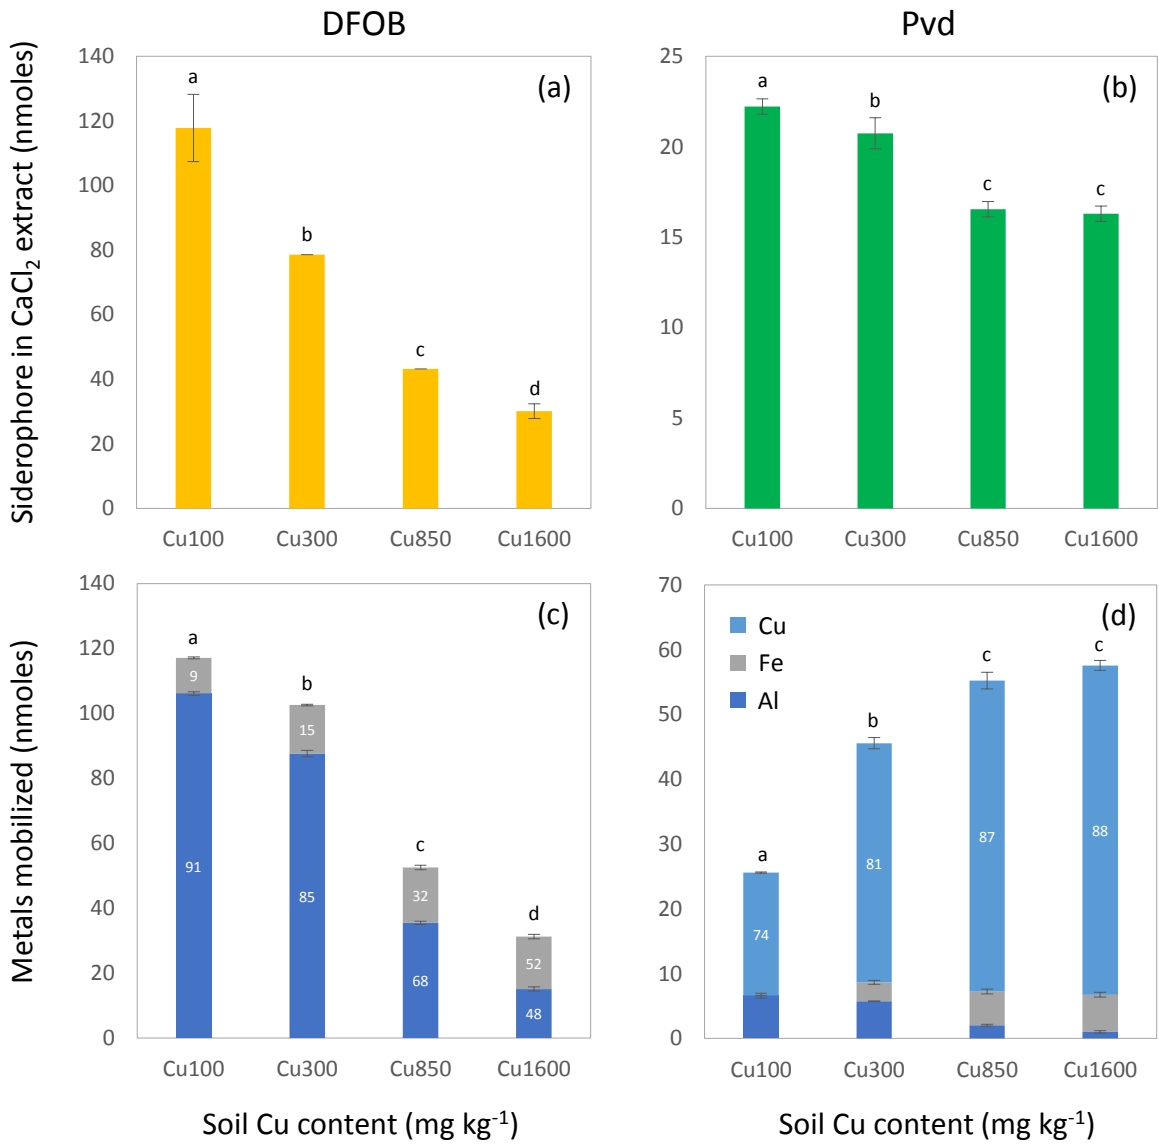 DFOB
Pvd
Siderophore in CaCl₂ extract (nmoles)
140
120
100
80
60
40
20
0
(a)
a
b
c
d
Cu100 Cu300 Cu850 Cu1600
25
20
15
10
5
0
(b)
a
b
c
c
Cu100 Cu300 Cu850 Cu1600
Metals mobilized (nmoles)
140
120
100
80
60
40
20
0
(c)
a
b
c
d
9
15
32
52
91
85
68
48
Cu100 Cu300 Cu850 Cu1600
Soil Cu content (mg kg⁻¹)
70
60
50
40
30
20
10
0
(d)
Cu
Fe
Al
a
b
c
c
74
81
87
88
Cu100 Cu300 Cu850 Cu1600
Soil Cu content (mg kg⁻¹)